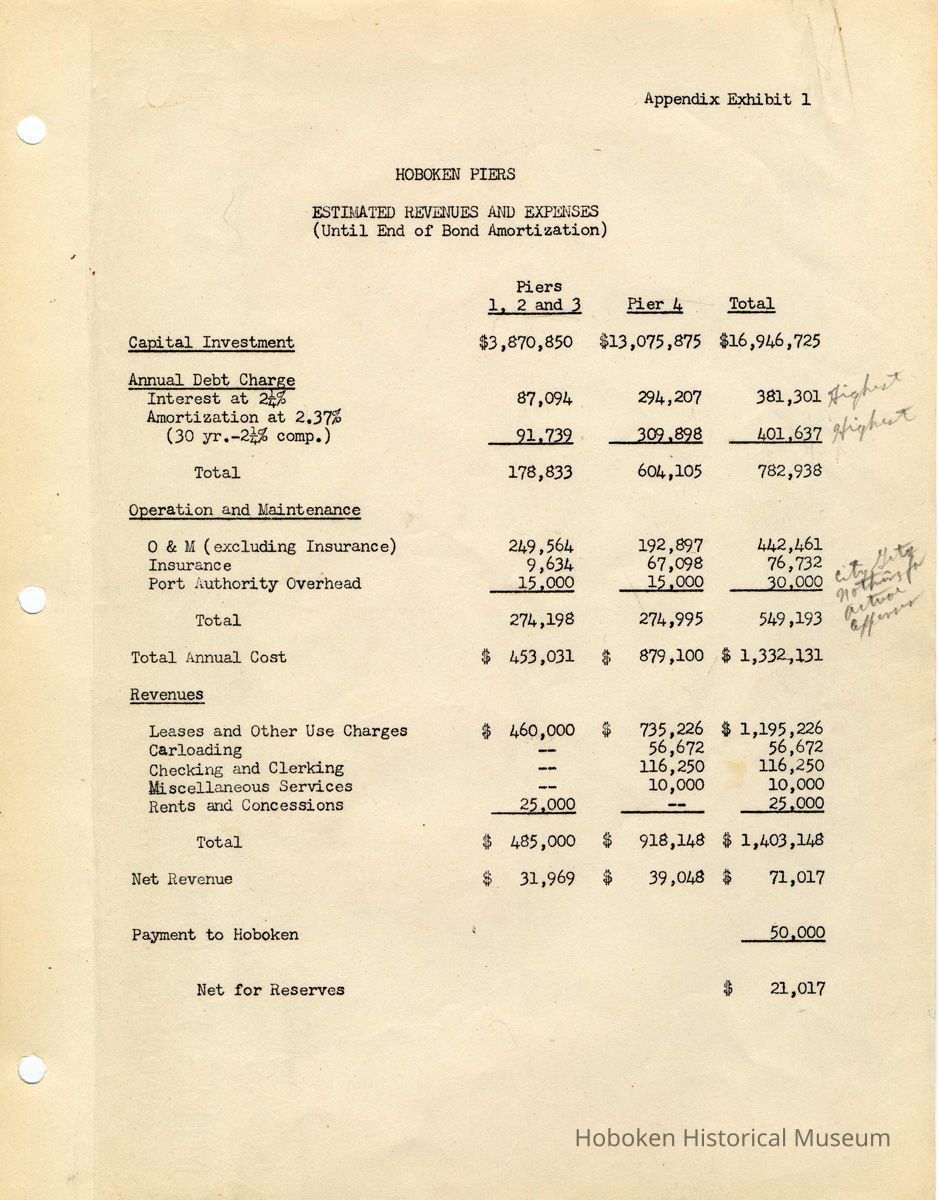 Appendix Exhibit 1
HOBOKEN PIERS
ESTIMATED REVENUES AND EXPENSES
(Until End of Bond Amortization)
Piers
1, 2 and 3 Pier 4 Total
Capital Investment $3,870,850 $13,075,875 $16,946,725
Annual Debt Charge
Interest at 2¼% 87,094 294,207 381,301 Highest
Amortization at 2.37%
(30 yr.-2¼% comp.) 91,739 309,898 401,637 Highest
Total 178,833 604,105 782,938
Operation and Maintenance
O & M (excluding Insurance) 249,564 192,897 442,461
Insurance 9,634 67,098 76,732
Port Authority Overhead 15,000 15,000 30,000
City Gets
Nothing for
Total 274,198 274,995 549,193
Total Annual Cost $ 453,031 $ 879,100 $ 1,332,131
Revenues
Leases and Other Use Charges $ 460,000 $ 735,226 $ 1,195,226
Carloading -- 56,672 56,672
Checking and Clerking -- 116,250 116,250
Miscellaneous Services -- 10,000 10,000
Rents and Concessions 25,000 -- 25,000
Total $ 485,000 $ 918,148 $ 1,403,148
Net Revenue $ 31,969 $ 39,048 $ 71,017
Payment to Hoboken 50,000
Net for Reserves $ 21,017
Hoboken Historical Museum